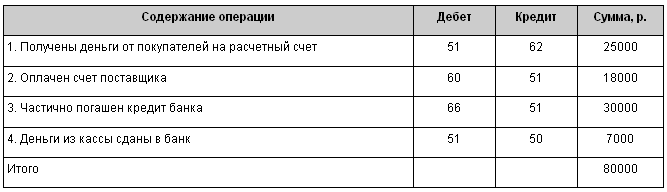 Содержание операции Дебет Кредит Сумма, р.
1. Получены деньги от покупателей на расчетный счет 51 62 25000
2. Оплачен счет поставщика 60 51 18000
3. Частично погашен кредит банка 66 51 30000
4. Деньги из кассы сданы в банк 51 50 7000
Итого 80000